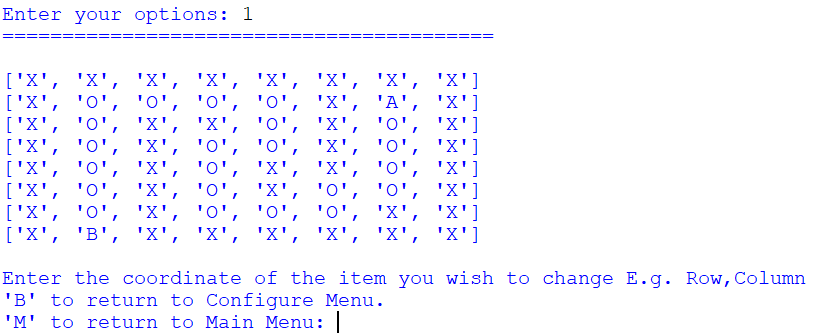 Enter your options: 1
=========================================
['X', 'X', 'X', 'X', 'X', 'X', 'X', 'X']
['X', 'O', 'O', 'O', 'O', 'X', 'A', 'X']
['X', 'O', 'X', 'X', 'O', 'X', 'O', 'X']
['X', 'O', 'X', 'O', 'O', 'X', 'O', 'X']
['X', 'O', 'X', 'O', 'X', 'X', 'O', 'X']
['X', 'O', 'X', 'O', 'X', 'O', 'O', 'X']
['X', 'O', 'X', 'O', 'O', 'O', 'X', 'X']
['X', 'B', 'X', 'X', 'X', 'X', 'X', 'X']
Enter the coordinate of the item you wish to change E.g. Row,Column
'B' to return to Configure Menu.
'M' to return to Main Menu: